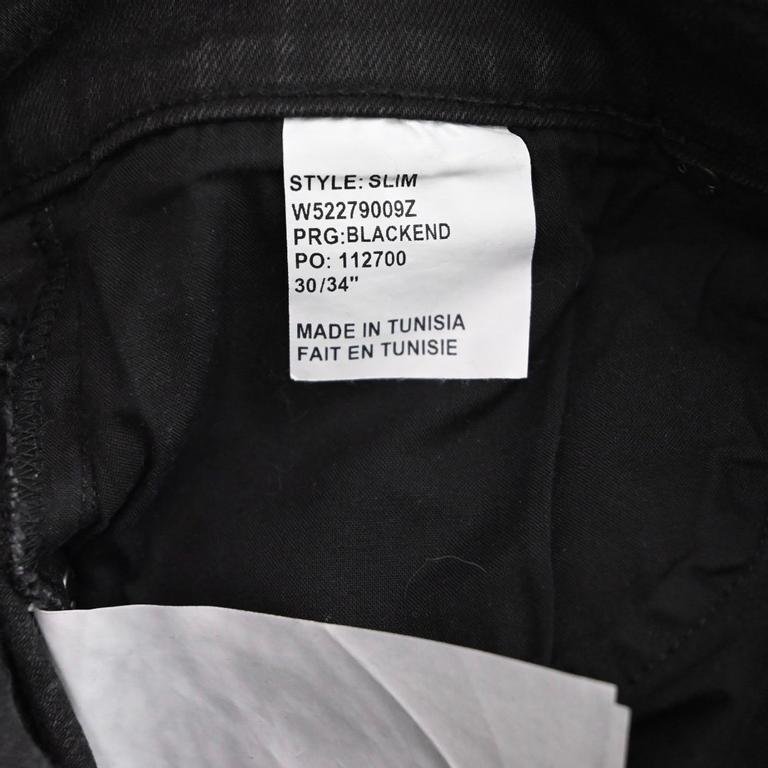 STYLE: SLIM
W52279009Z
PRG:BLACKEND
PO: 112700
30/34"
MADE IN TUNISIA
FAIT EN TUNISIE